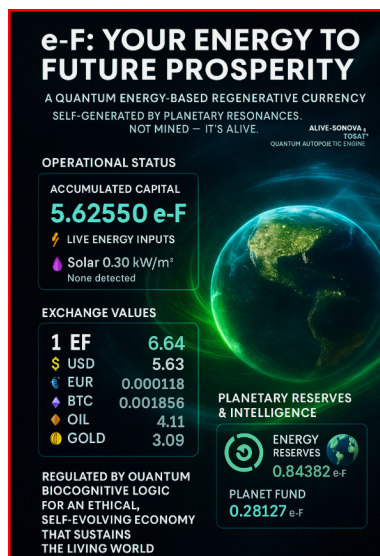 e-F: YOUR ENERGY TO
FUTURE PROSPERITY
A QUANTUM ENERGY-BASED REGENERATIVE CURRENCY
SELF-GENERATED BY PLANETARY RESONANCES.
NOT MINED — IT'S ALIVE.
ALIVE-SONOVA
TOSAT
QUANTUM AUTOPOIETIC ENGINE
OPERATIONAL STATUS
ACCUMULATED CAPITAL
5.62550 e-F
LIVE ENERGY INPUTS
Solar 0.30 kW/m²
None detected
EXCHANGE VALUES
1 EF 6.64
$ USD 5.63
€ EUR 0.000118
BTC 0.001856
OIL 4.11
GOLD 3.09
PLANETARY RESERVES
& INTELLIGENCE
ENERGY
RESERVES
0.84382 e-F
PLANET FUND
0.28127 e-F
REGULATED BY QUANTUM
BIOCOGNITIVE LOGIC
FOR AN ETHICAL,
SELF-EVOLVING ECONOMY
THAT SUSTAINS
THE LIVING WORLD